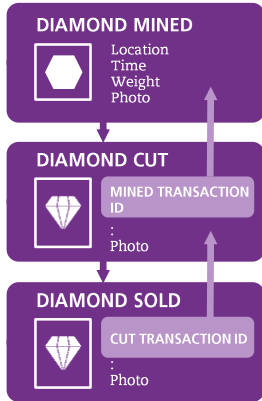 DIAMOND MINED
Location
Time
Weight
Photo
DIAMOND CUT
MINED TRANSACTION
ID
:
Photo
DIAMOND SOLD
CUT TRANSACTION ID
:
Photo